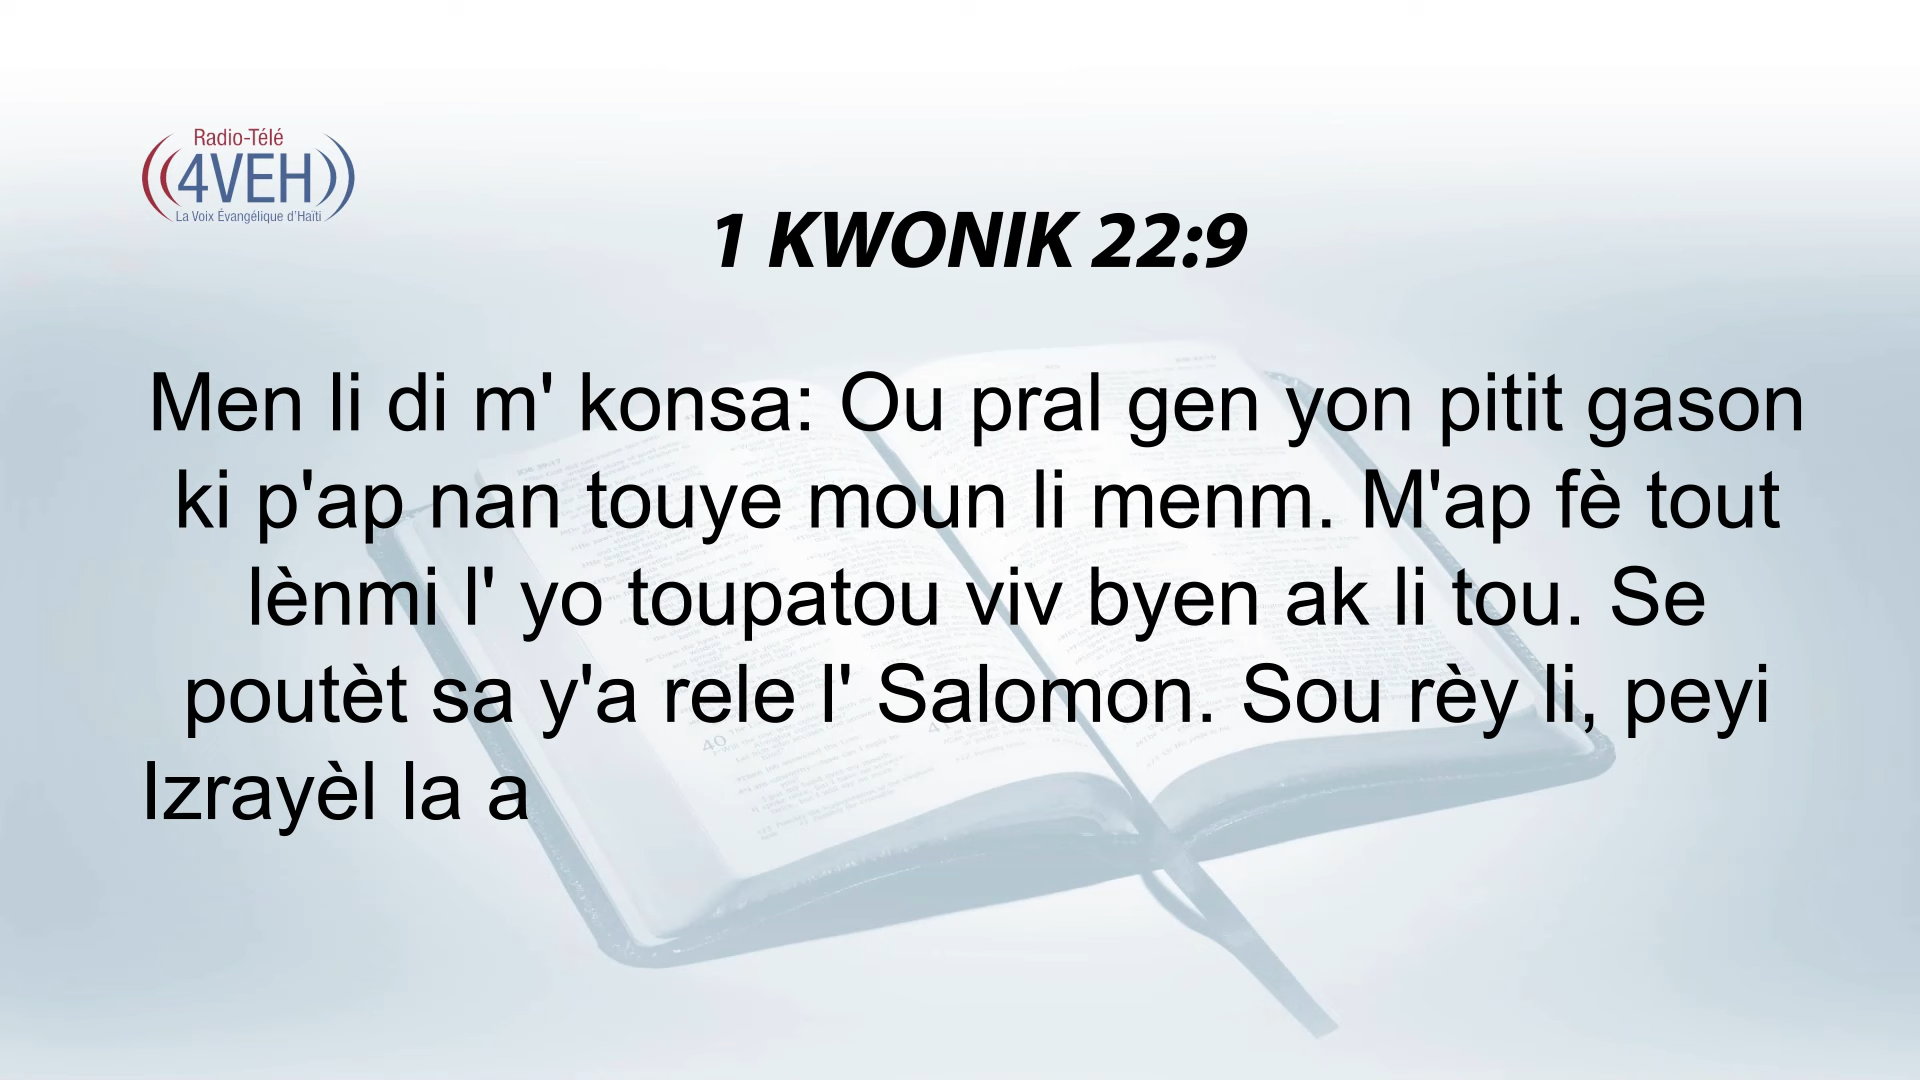 Radio-Télé
4VEH
La Voix Évangélique d'Haïti
1 KWONIK 22:9
Men li di m' konsa: Ou pral gen yon pitit gason
ki p'ap nan touye moun li menm. M'ap fè tout
lènmi l' yo toupatou viv byen ak li tou. Se
poutèt sa y'a rele l' Salomon. Sou rèy li, peyi
Izrayèl la a
40